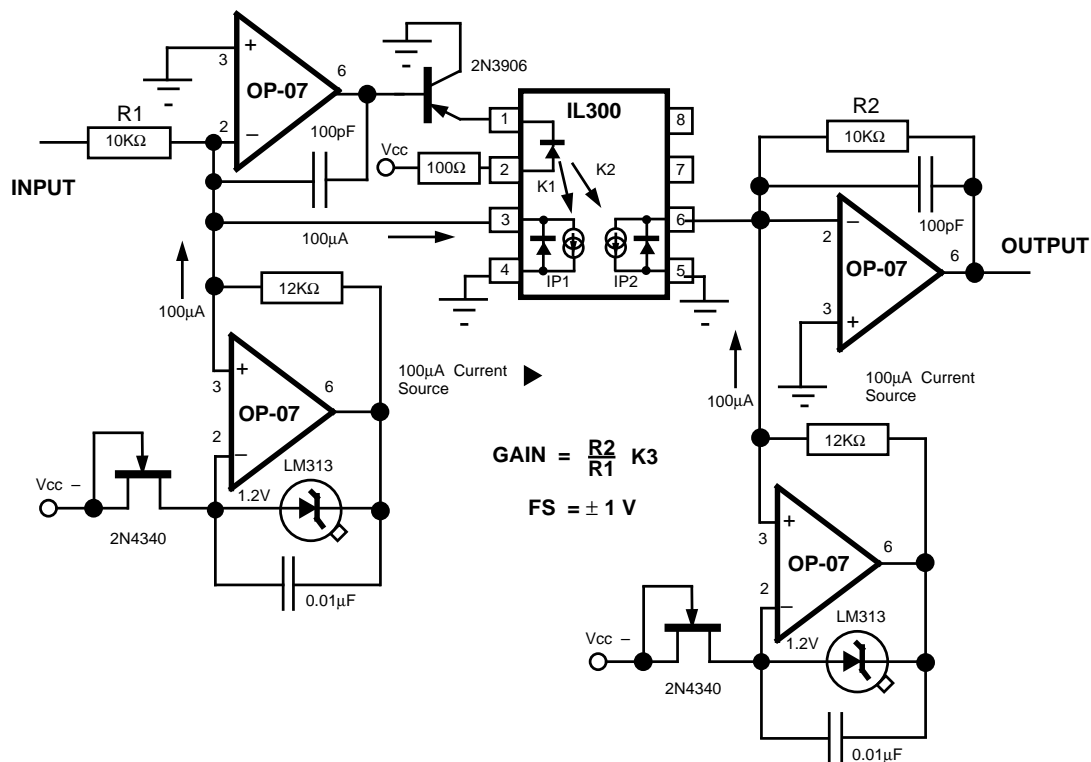 3
+
6
OP-07
2
−
2N3906
R1
10KΩ
INPUT
100pF
Vcc
100Ω
IL300
1
2
3
4
8
7
6
5
K1
K2
IP1
IP2
100µA
100µA
12KΩ
+
3
6
OP-07
2
−
100µA Current
Source
Vcc –
2N4340
1.2V
LM313
0.01µF
GAIN = R2
R1 K3
FS = ± 1 V
R2
10KΩ
100pF
−
2
6
OP-07
3
+
OUTPUT
100µA
100µA Current
Source
12KΩ
+
3
6
OP-07
2
−
Vcc –
2N4340
1.2V
LM313
0.01µF